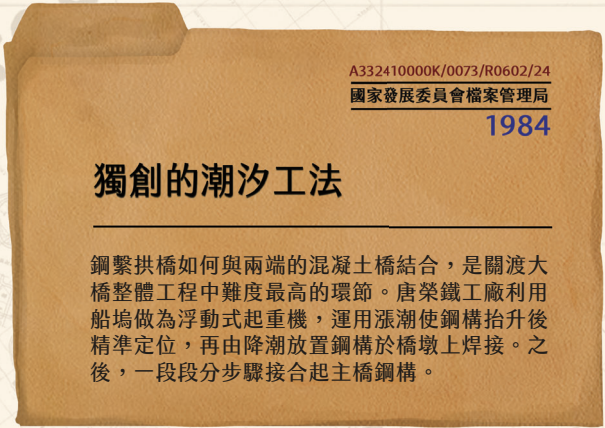 A332410000K/0073/R0602/24
國家發展委員會檔案管理局
1984
獨創的潮汐工法
鋼繫拱橋如何與兩端的混凝土橋結合，是關渡大
橋整體工程中難度最高的環節。唐榮鐵工廠利用
船塢做為浮動式起重機，運用漲潮使鋼構抬升後
精準定位，再由降潮放置鋼構於橋墩上焊接。之
後，一段段分步驟接合起主橋鋼構。